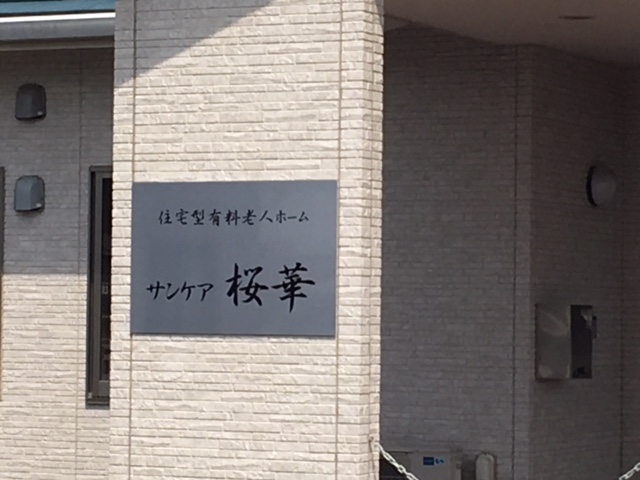 住宅型有料老人ホーム
サンケア 桜華